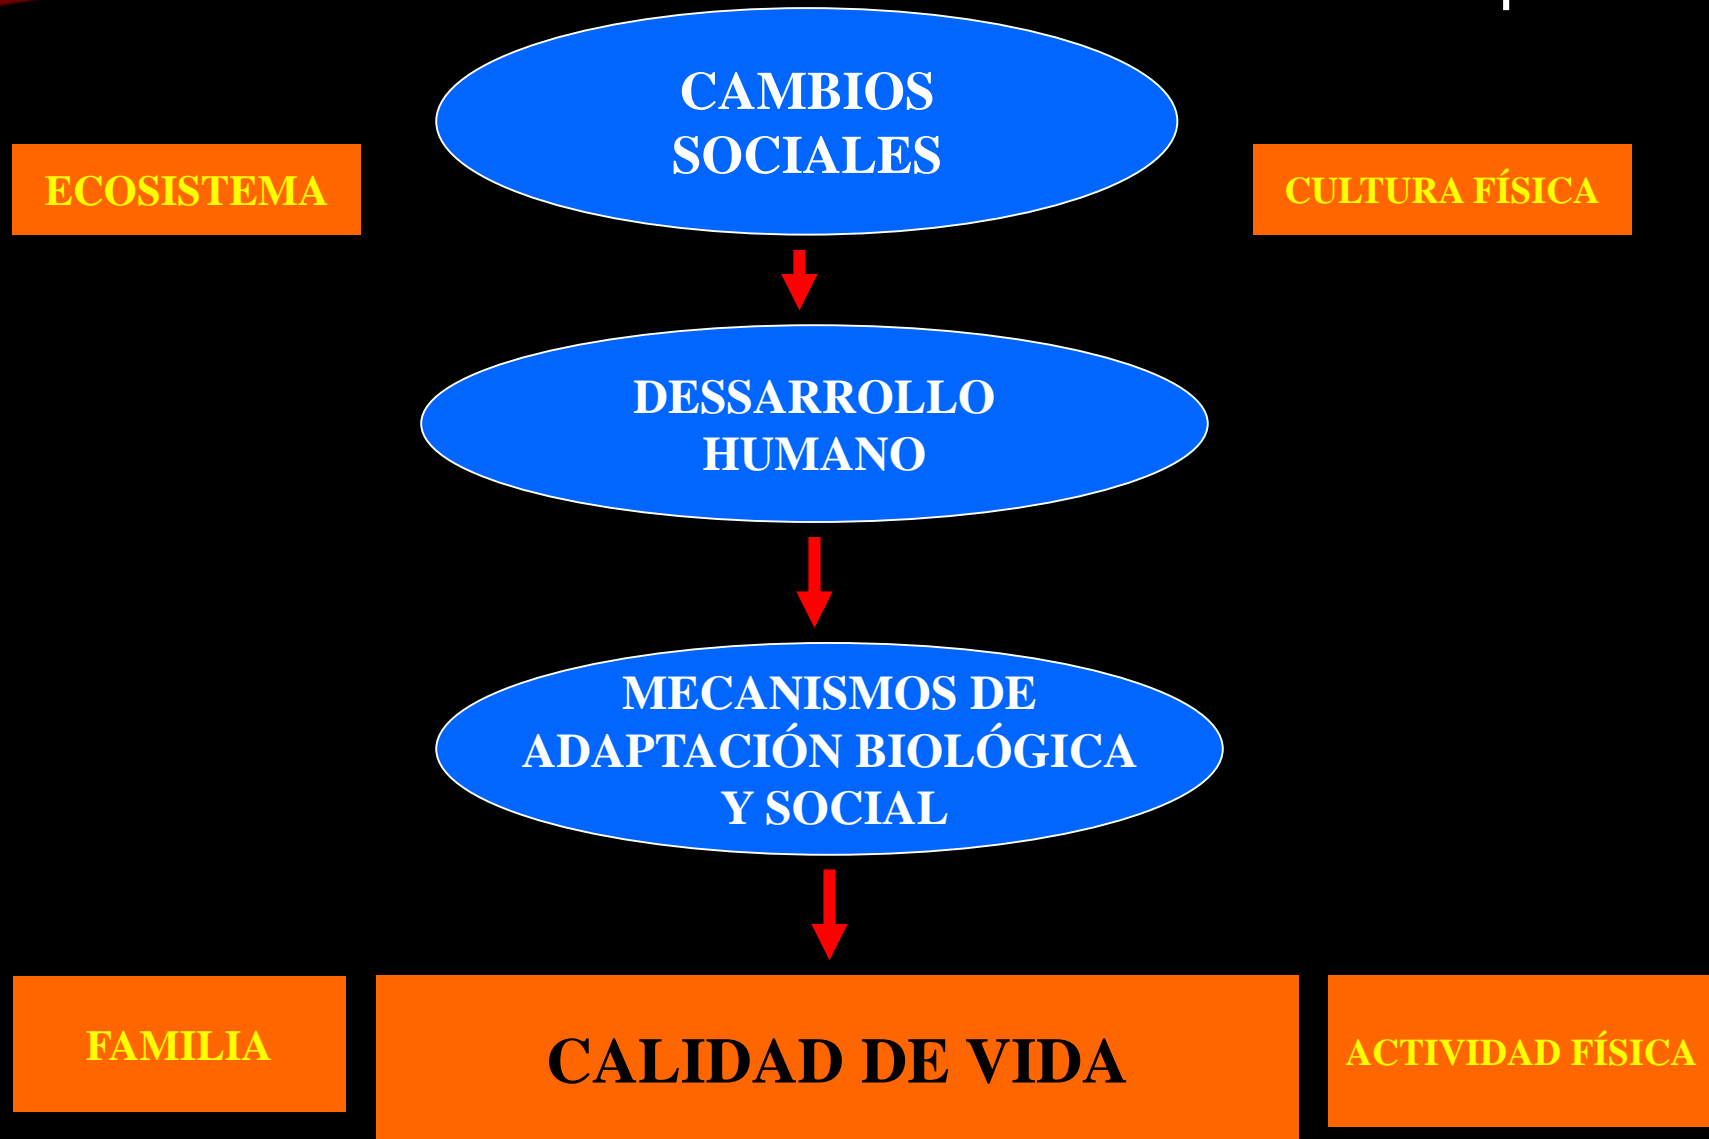 CAMBIOS
SOCIALES
ECOSISTEMA
CULTURA FÍSICA
DESSARROLLO
HUMANO
MECANISMOS DE
ADAPTACIÓN BIOLÓGICA
Y SOCIAL
FAMILIA
CALIDAD DE VIDA
ACTIVIDAD FÍSICA